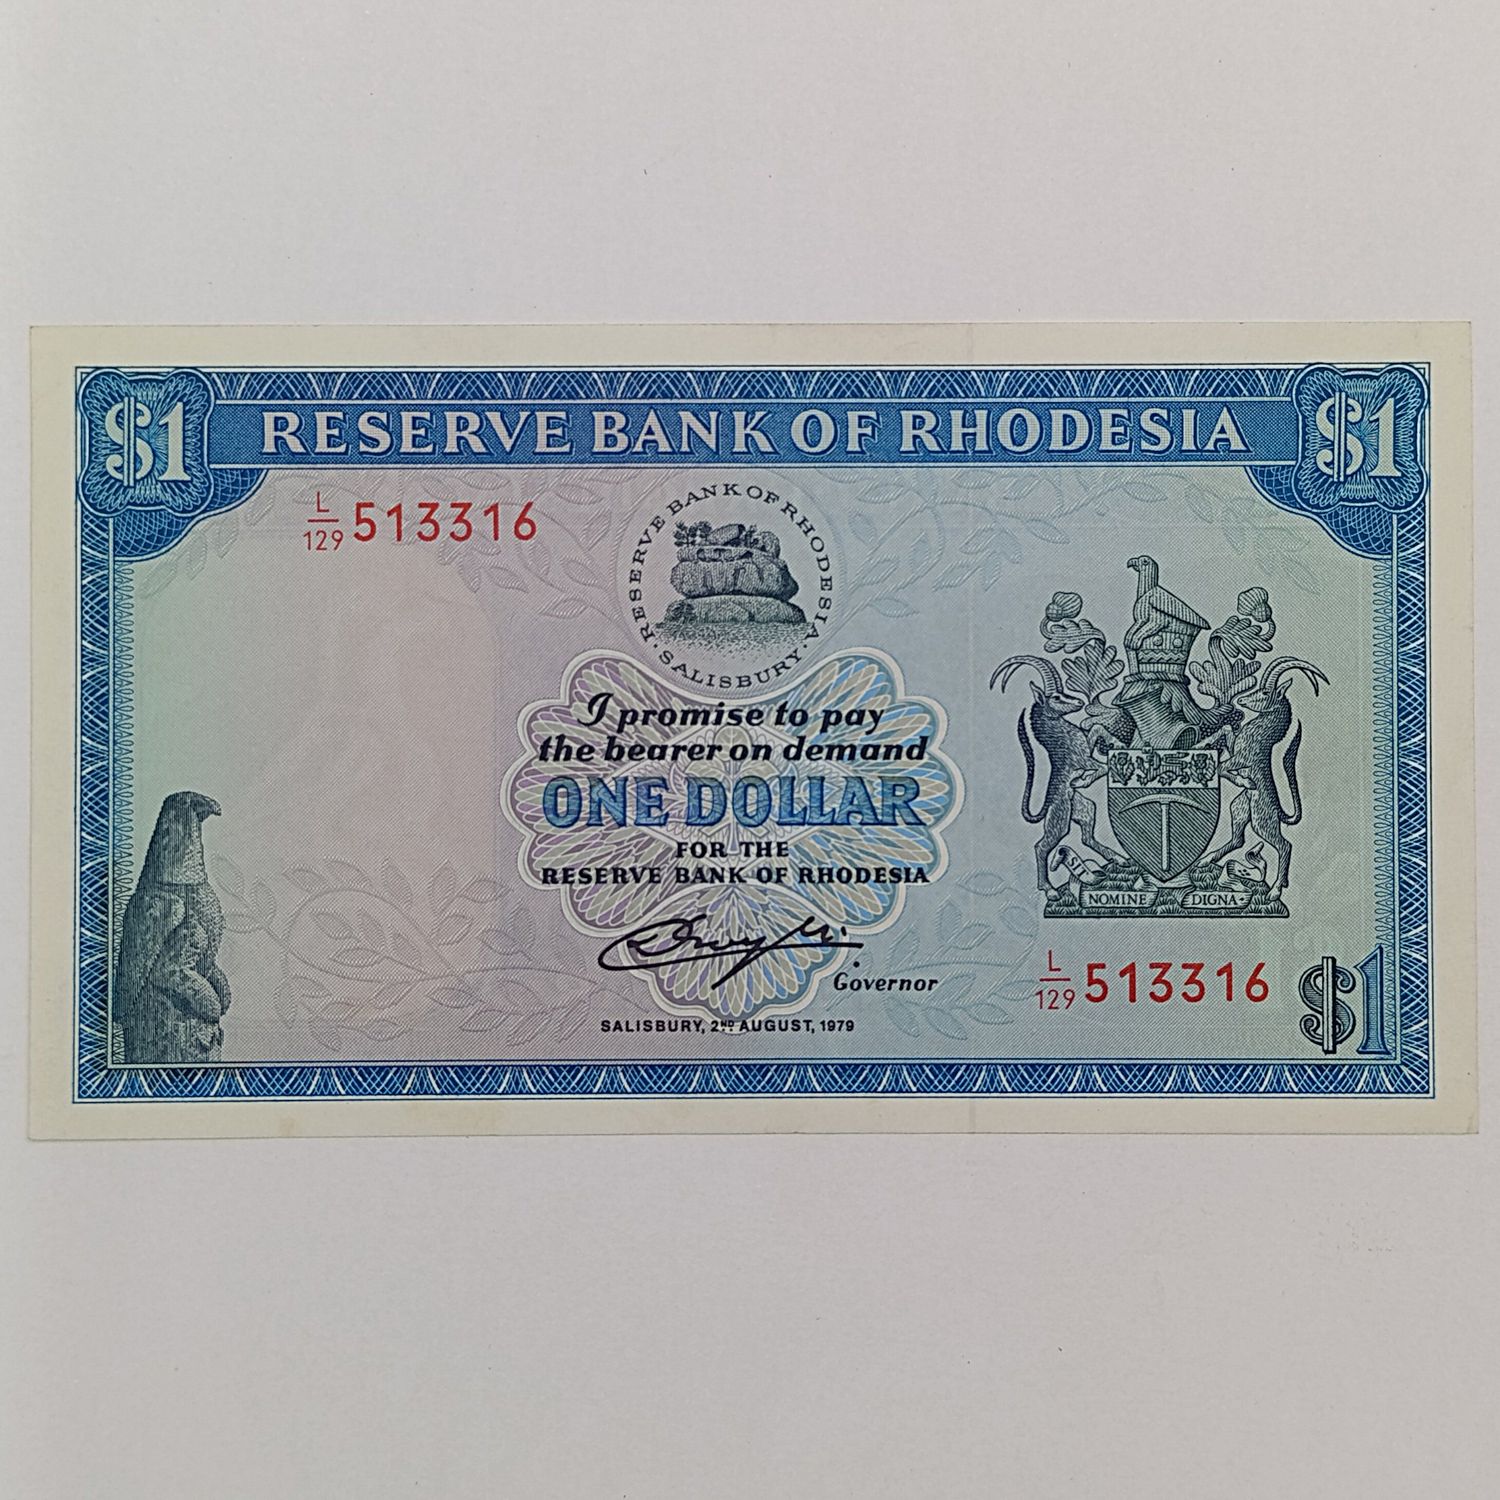 $1 RESERVE BANK OF RHODESIA $1
L/129 513316
RESERVE BANK OF RHODESIA
· SALISBURY ·
I promise to pay
the bearer on demand
ONE DOLLAR
FOR THE
RESERVE BANK OF RHODESIA
SIT NOMINE DIGNA
Governor
L/129 513316
$1
SALISBURY, 2ND AUGUST, 1979